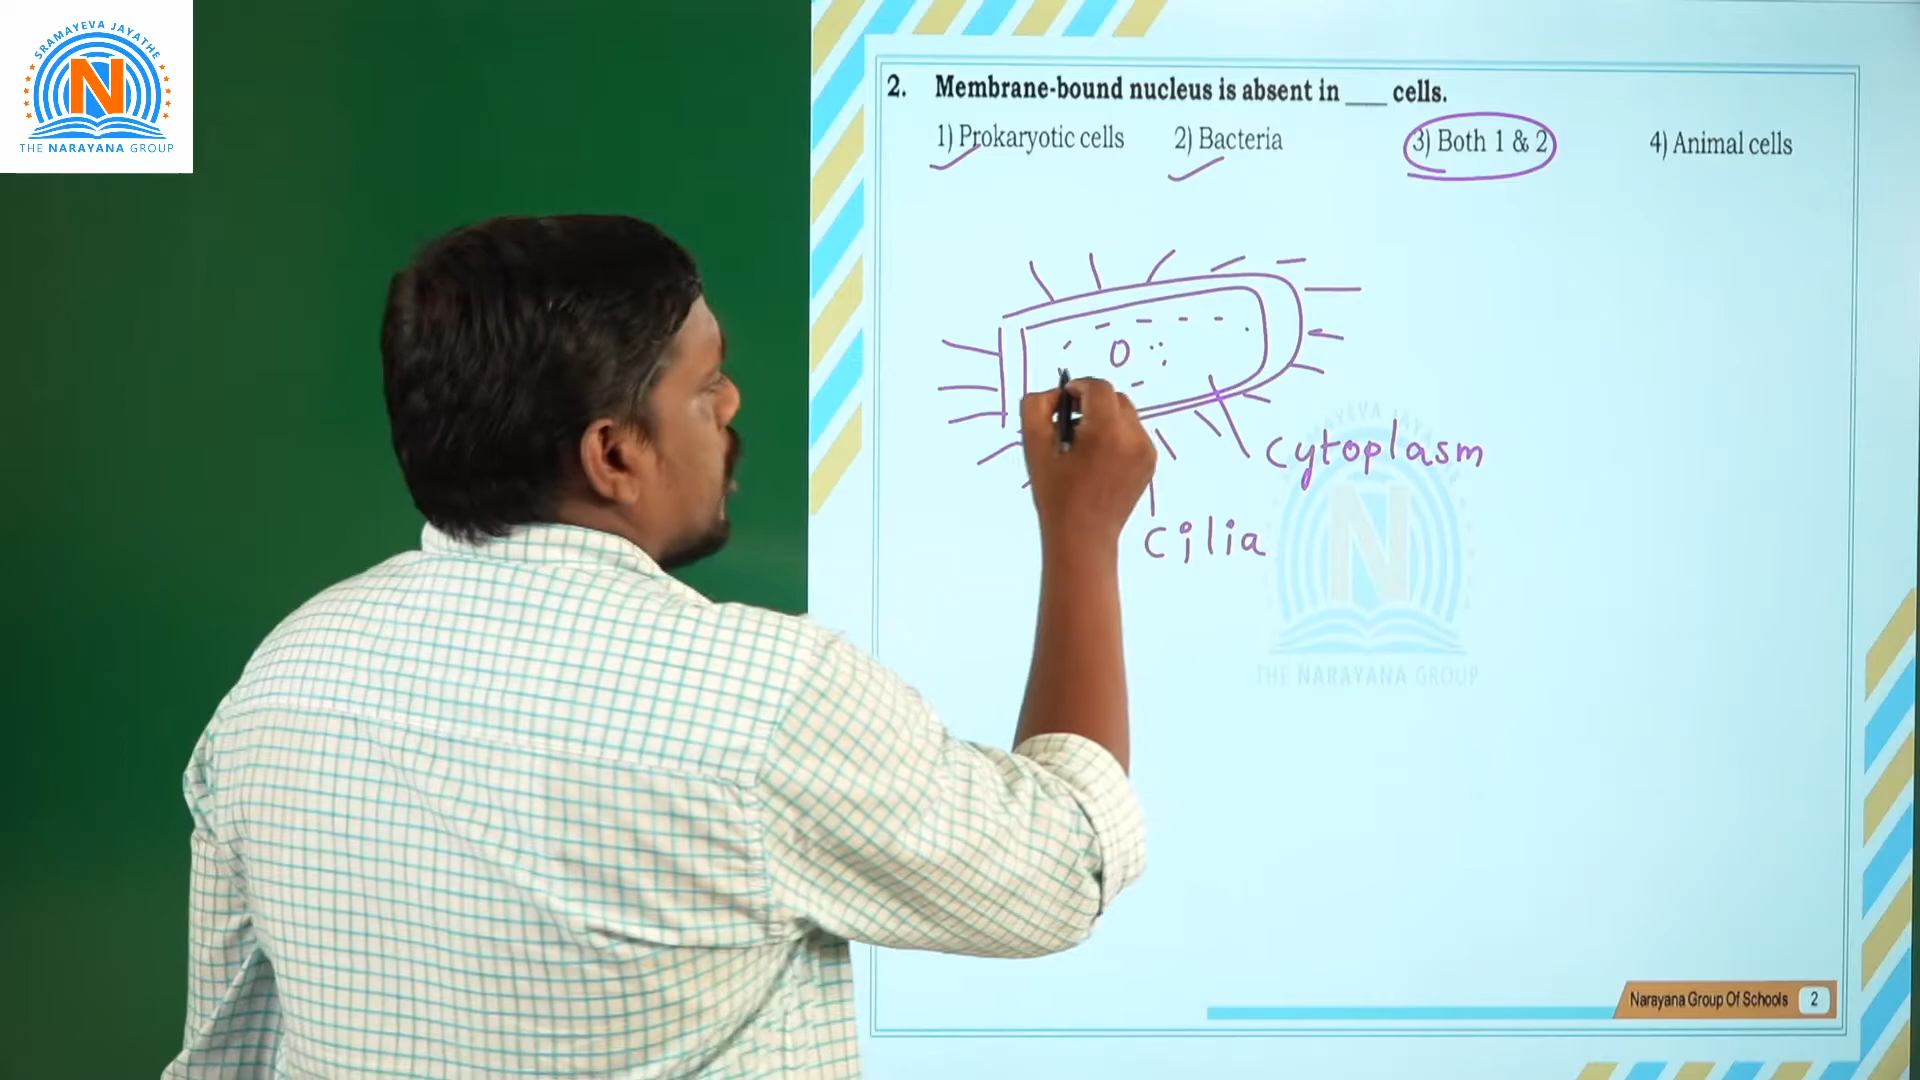 SRAMAYEVA JAYATHE
N
THE NARAYANA GROUP
2. Membrane-bound nucleus is absent in ____ cells.
1) Prokaryotic cells 2) Bacteria 3) Both 1 & 2 4) Animal cells
cytoplasm
Cilia
N
THE NARAYANA GROUP
Narayana Group Of Schools 2